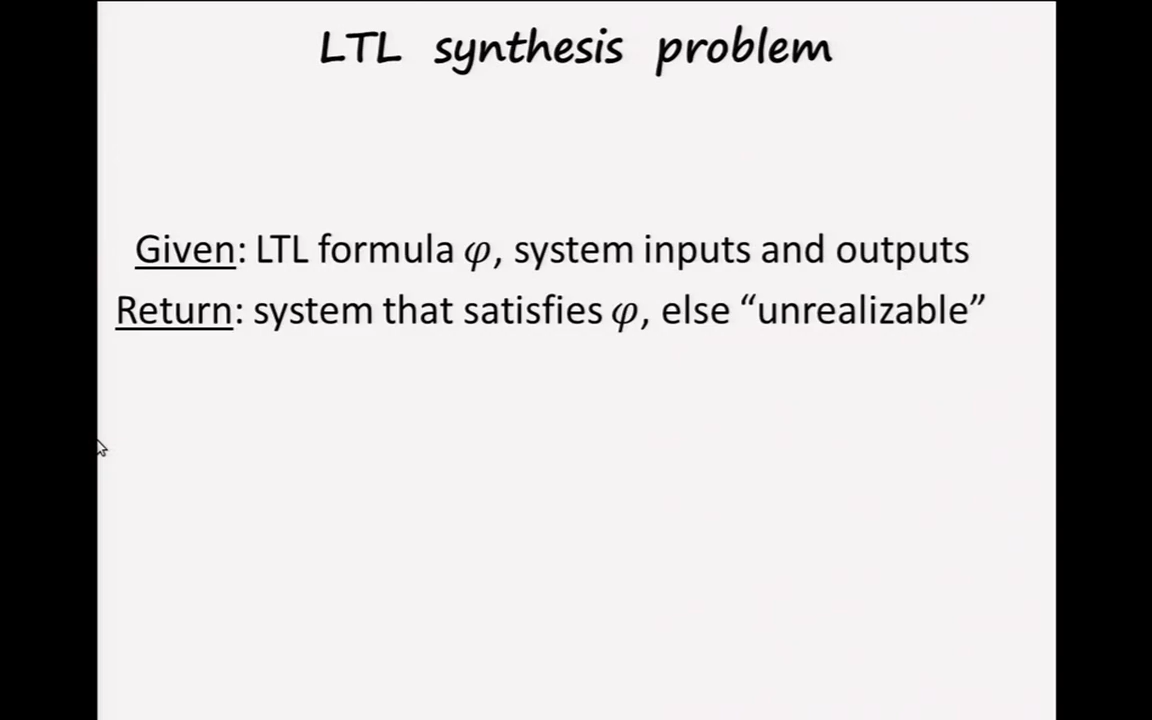 LTL synthesis problem
Given: LTL formula φ, system inputs and outputs
Return: system that satisfies φ, else “unrealizable”